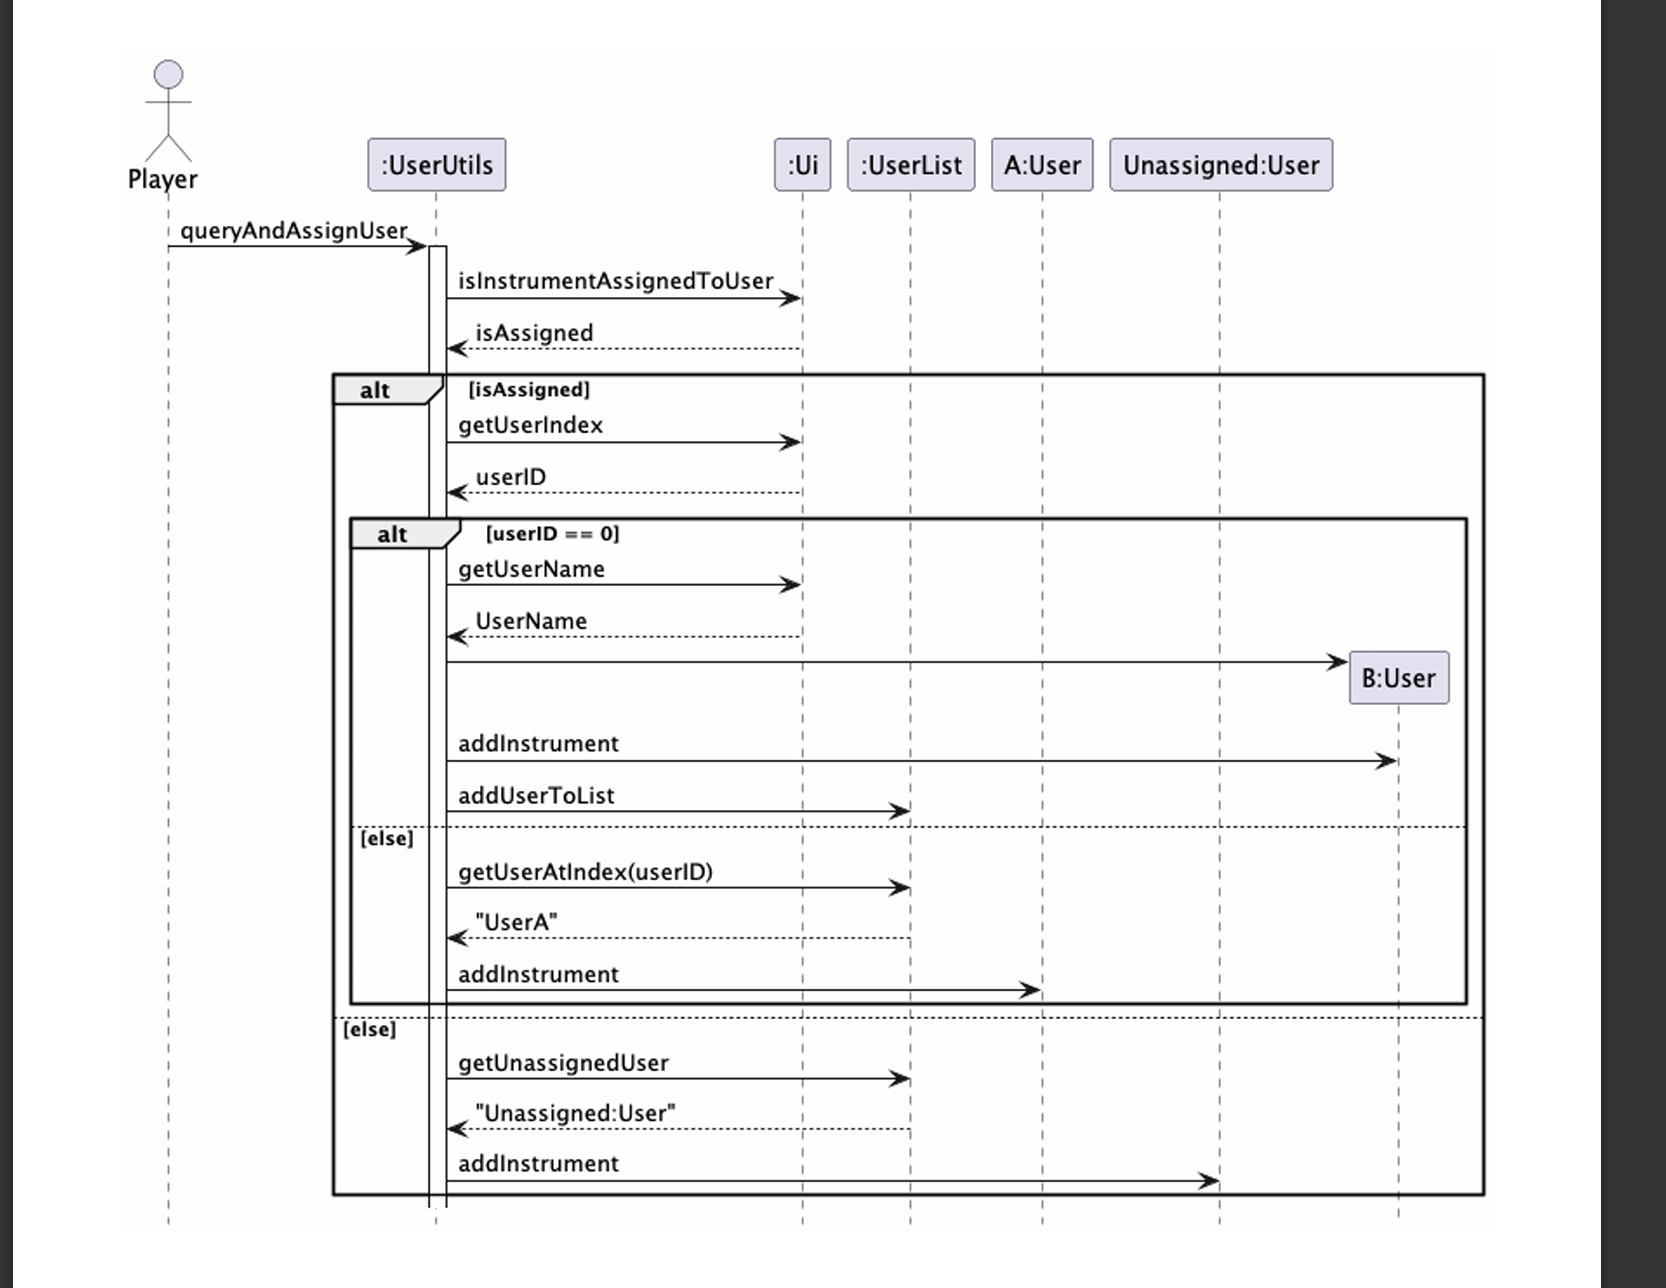 Player
:UserUtils
:Ui
:UserList
A:User
Unassigned:User
queryAndAssignUser
isInstrumentAssignedToUser
isAssigned
alt
[isAssigned]
getUserIndex
userID
alt
[userID == 0]
getUserName
UserName
B:User
addInstrument
addUserToList
[else]
getUserAtIndex(userID)
"UserA"
addInstrument
[else]
getUnassignedUser
"Unassigned:User"
addInstrument